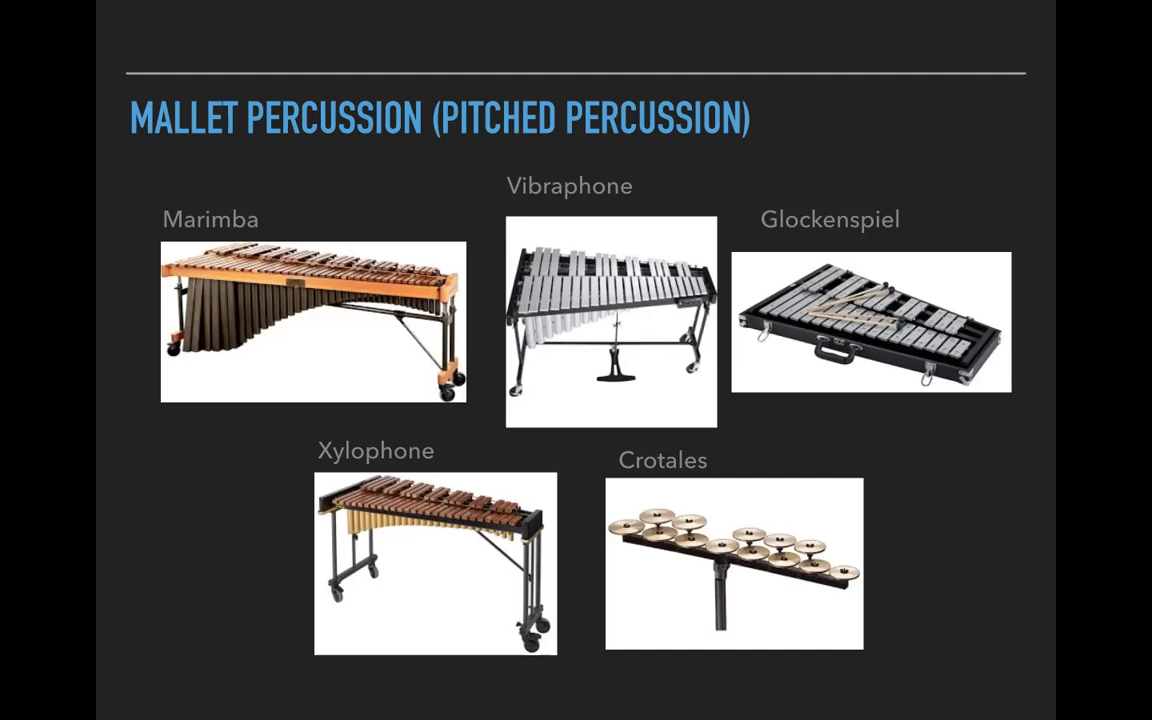 MALLET PERCUSSION (PITCHED PERCUSSION)
Vibraphone
Marimba
Glockenspiel
Xylophone
Crotales